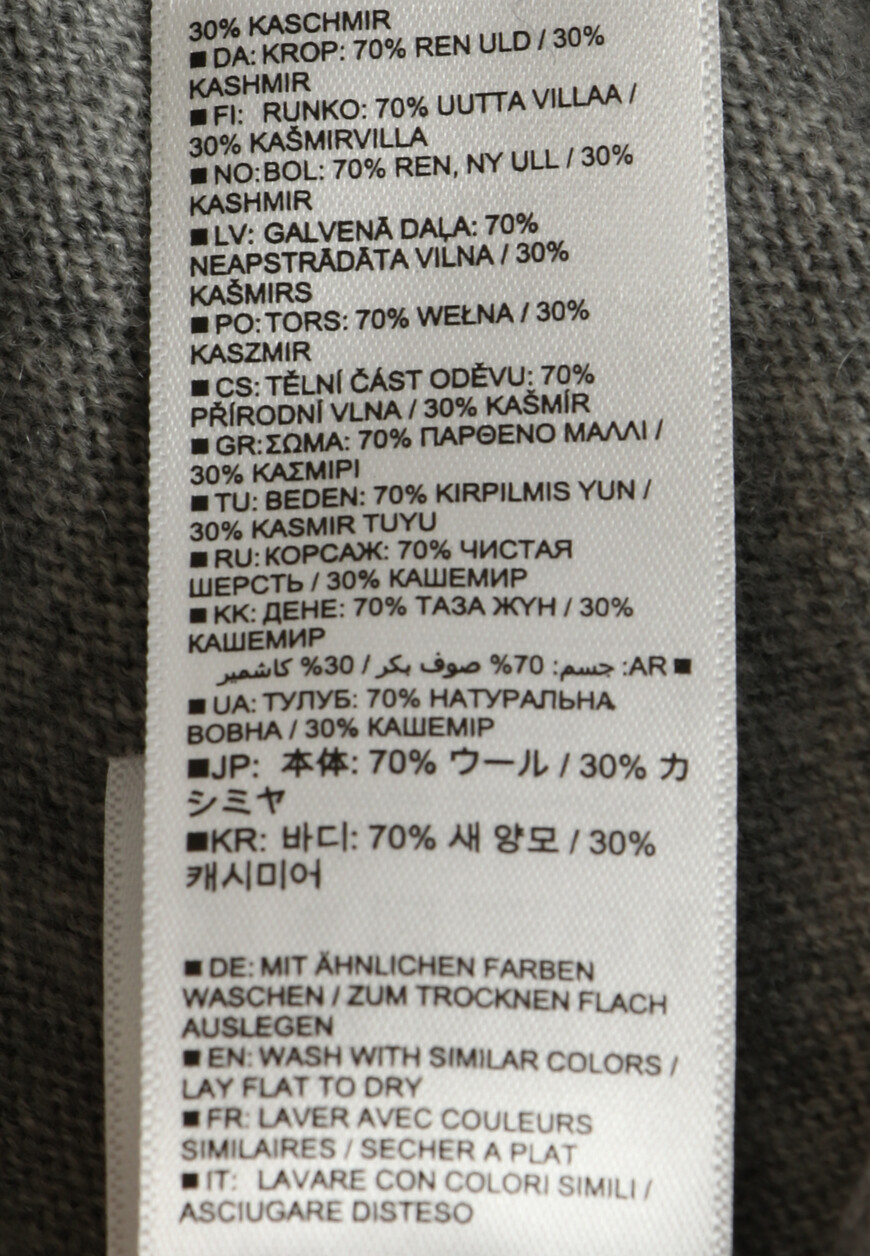 30% KASCHMIR
■ DA: KROP: 70% REN ULD / 30%
KASHMIR
■ FI: RUNKO: 70% UUTTA VILLAA /
30% KAŠMIRVILLA
■ NO: BOL: 70% REN, NY ULL / 30%
KASHMIR
■ LV: GALVENĀ DAĻA: 70%
NEAPSTRĀDĀTA VILNA / 30%
KAŠMIRS
■ PO: TORS: 70% WEŁNA / 30%
KASZMIR
■ CS: TĚLNÍ ČÁST ODĚVU: 70%
PŘÍRODNÍ VLNA / 30% KAŠMÍR
■ GR: ΣΩΜΑ: 70% ΠΑΡΘΕΝΟ ΜΑΛΛΙ /
30% ΚΑΣΜΙΡΙ
■ TU: BEDEN: 70% KIRPILMIS YUN /
30% KASMIR TUYU
■ RU: КОРСАЖ: 70% ЧИСТАЯ
ШЕРСТЬ / 30% КАШЕМИР
■ KK: ДЕНЕ: 70% ТАЗА ЖҮН / 30%
КАШЕМИР
■ AR: جسم: 70% صوف بكر / 30% كاشمير
■ UA: ТУЛУБ: 70% НАТУРАЛЬНА
ВОВНА / 30% КАШЕМІР
■JP: 本体: 70% ウール / 30% カ
シミヤ
■KR: 바디: 70% 새 양모 / 30%
캐시미어
■ DE: MIT ÄHNLICHEN FARBEN
WASCHEN / ZUM TROCKNEN FLACH
AUSLEGEN
■ EN: WASH WITH SIMILAR COLORS /
LAY FLAT TO DRY
■ FR: LAVER AVEC COULEURS
SIMILAIRES / SECHER A PLAT
■ IT: LAVARE CON COLORI SIMILI /
ASCIUGARE DISTESO